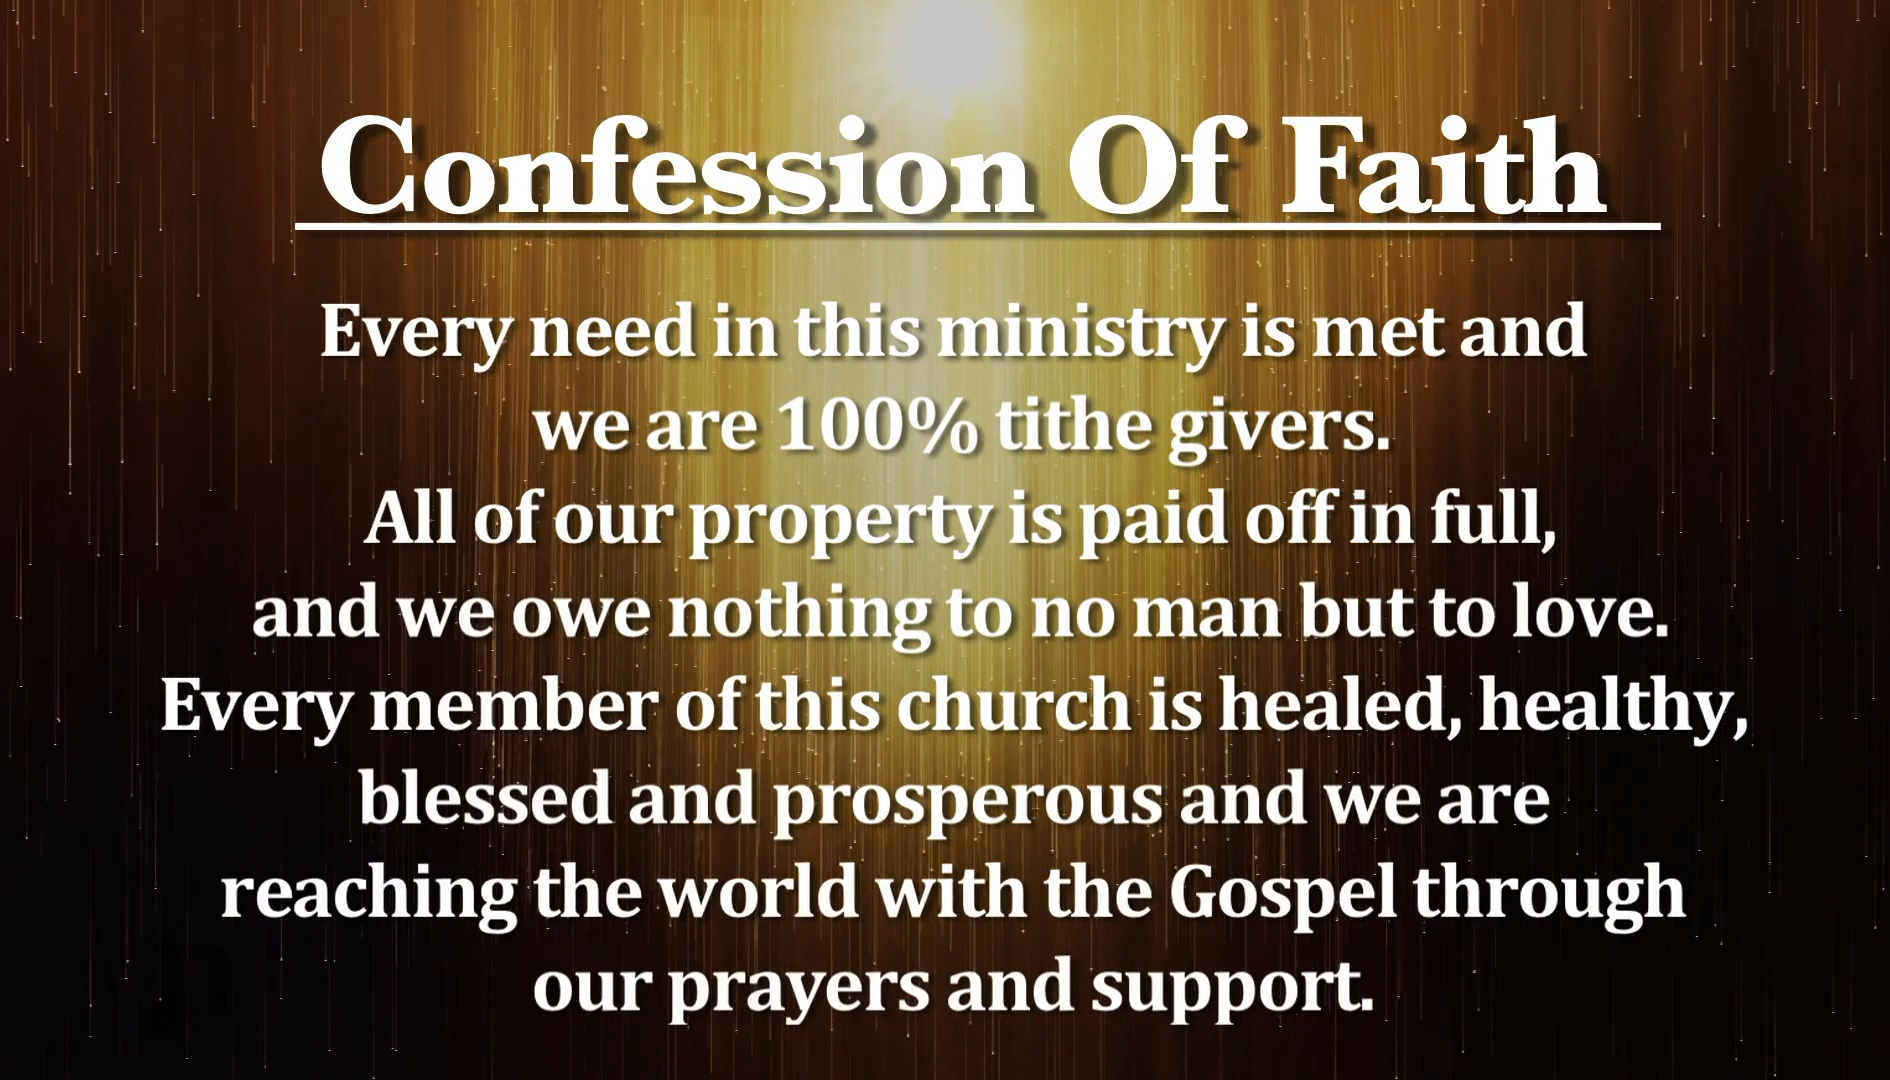 Confession Of Faith
Every need in this ministry is met and
we are 100% tithe givers.
All of our property is paid off in full,
and we owe nothing to no man but to love.
Every member of this church is healed, healthy,
blessed and prosperous and we are
reaching the world with the Gospel through
our prayers and support.